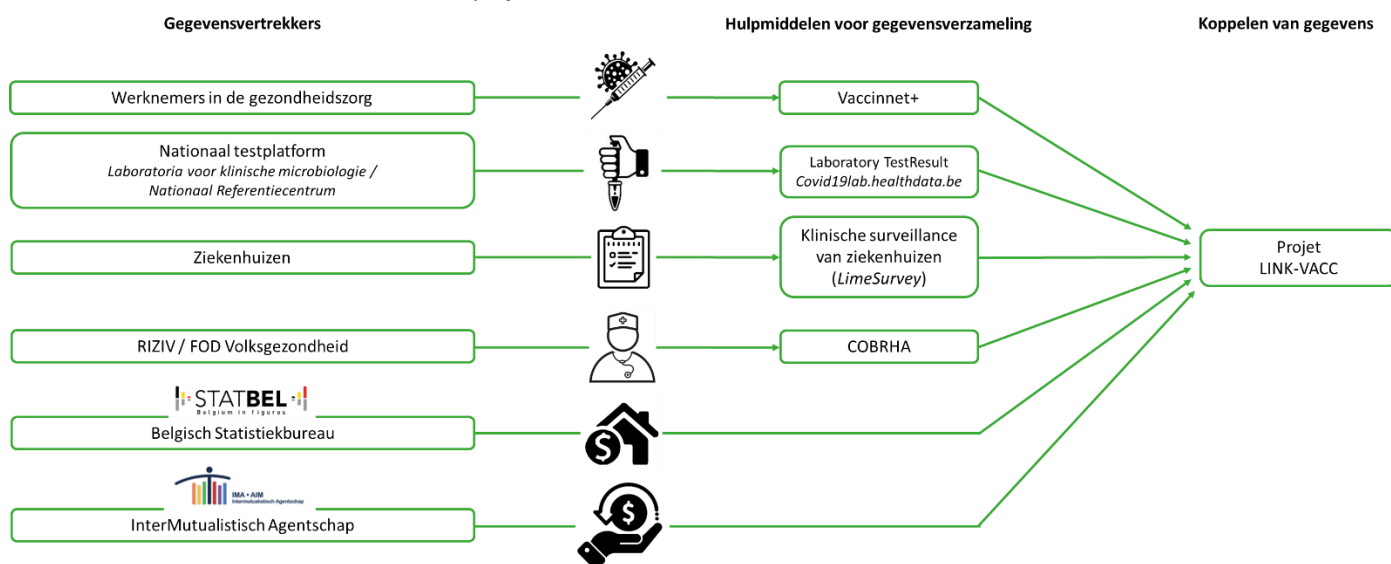 Gegevensvertrekkers
Hulpmiddelen voor gegevensverzameling
Koppelen van gegevens
Werknemers in de gezondheidszorg
Vaccinnet+
Nationaal testplatform
Laboratoria voor klinische microbiologie /
Nationaal Referentiecentrum
Laboratory TestResult
Covid19lab.healthdata.be
Ziekenhuizen
Klinische surveillance
van ziekenhuizen
(LimeSurvey)
Projet
LINK-VACC
RIZIV / FOD Volksgezondheid
COBRHA
STATBEL
Belgium in figures
Belgisch Statistiekbureau
$
IMA • AIM
Intermutualistisch Agentschap
InterMutualistisch Agentschap
$